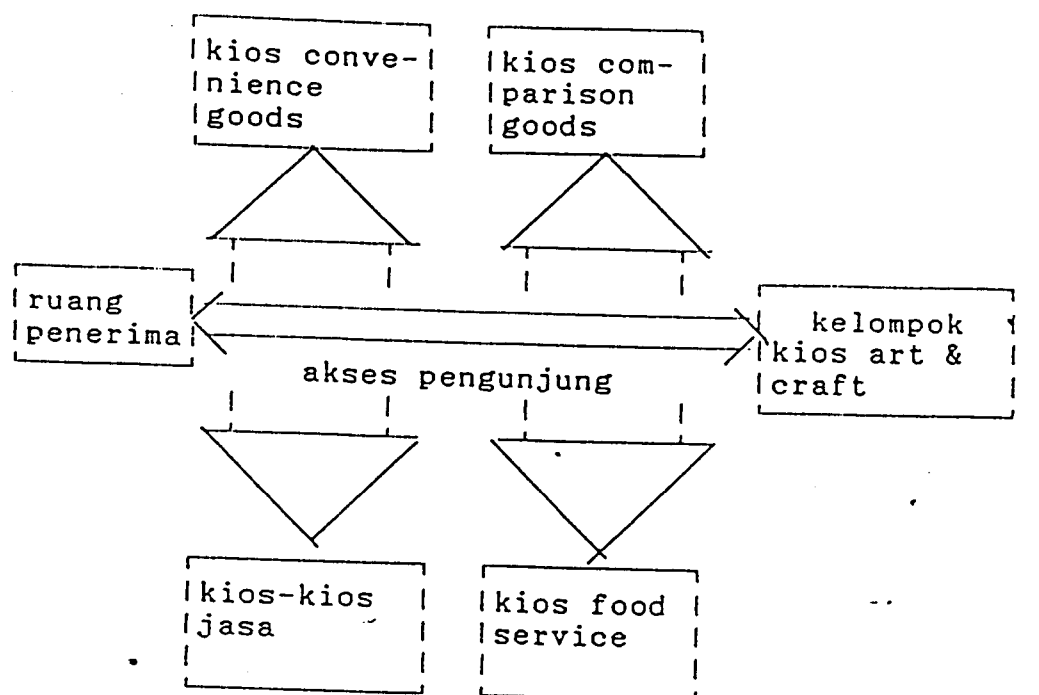 kios conve-
nience
goods
kios com-
parison
goods
ruang
penerima
kelompok
kios art &
craft
akses pengunjung
kios-kios
jasa
kios food
service